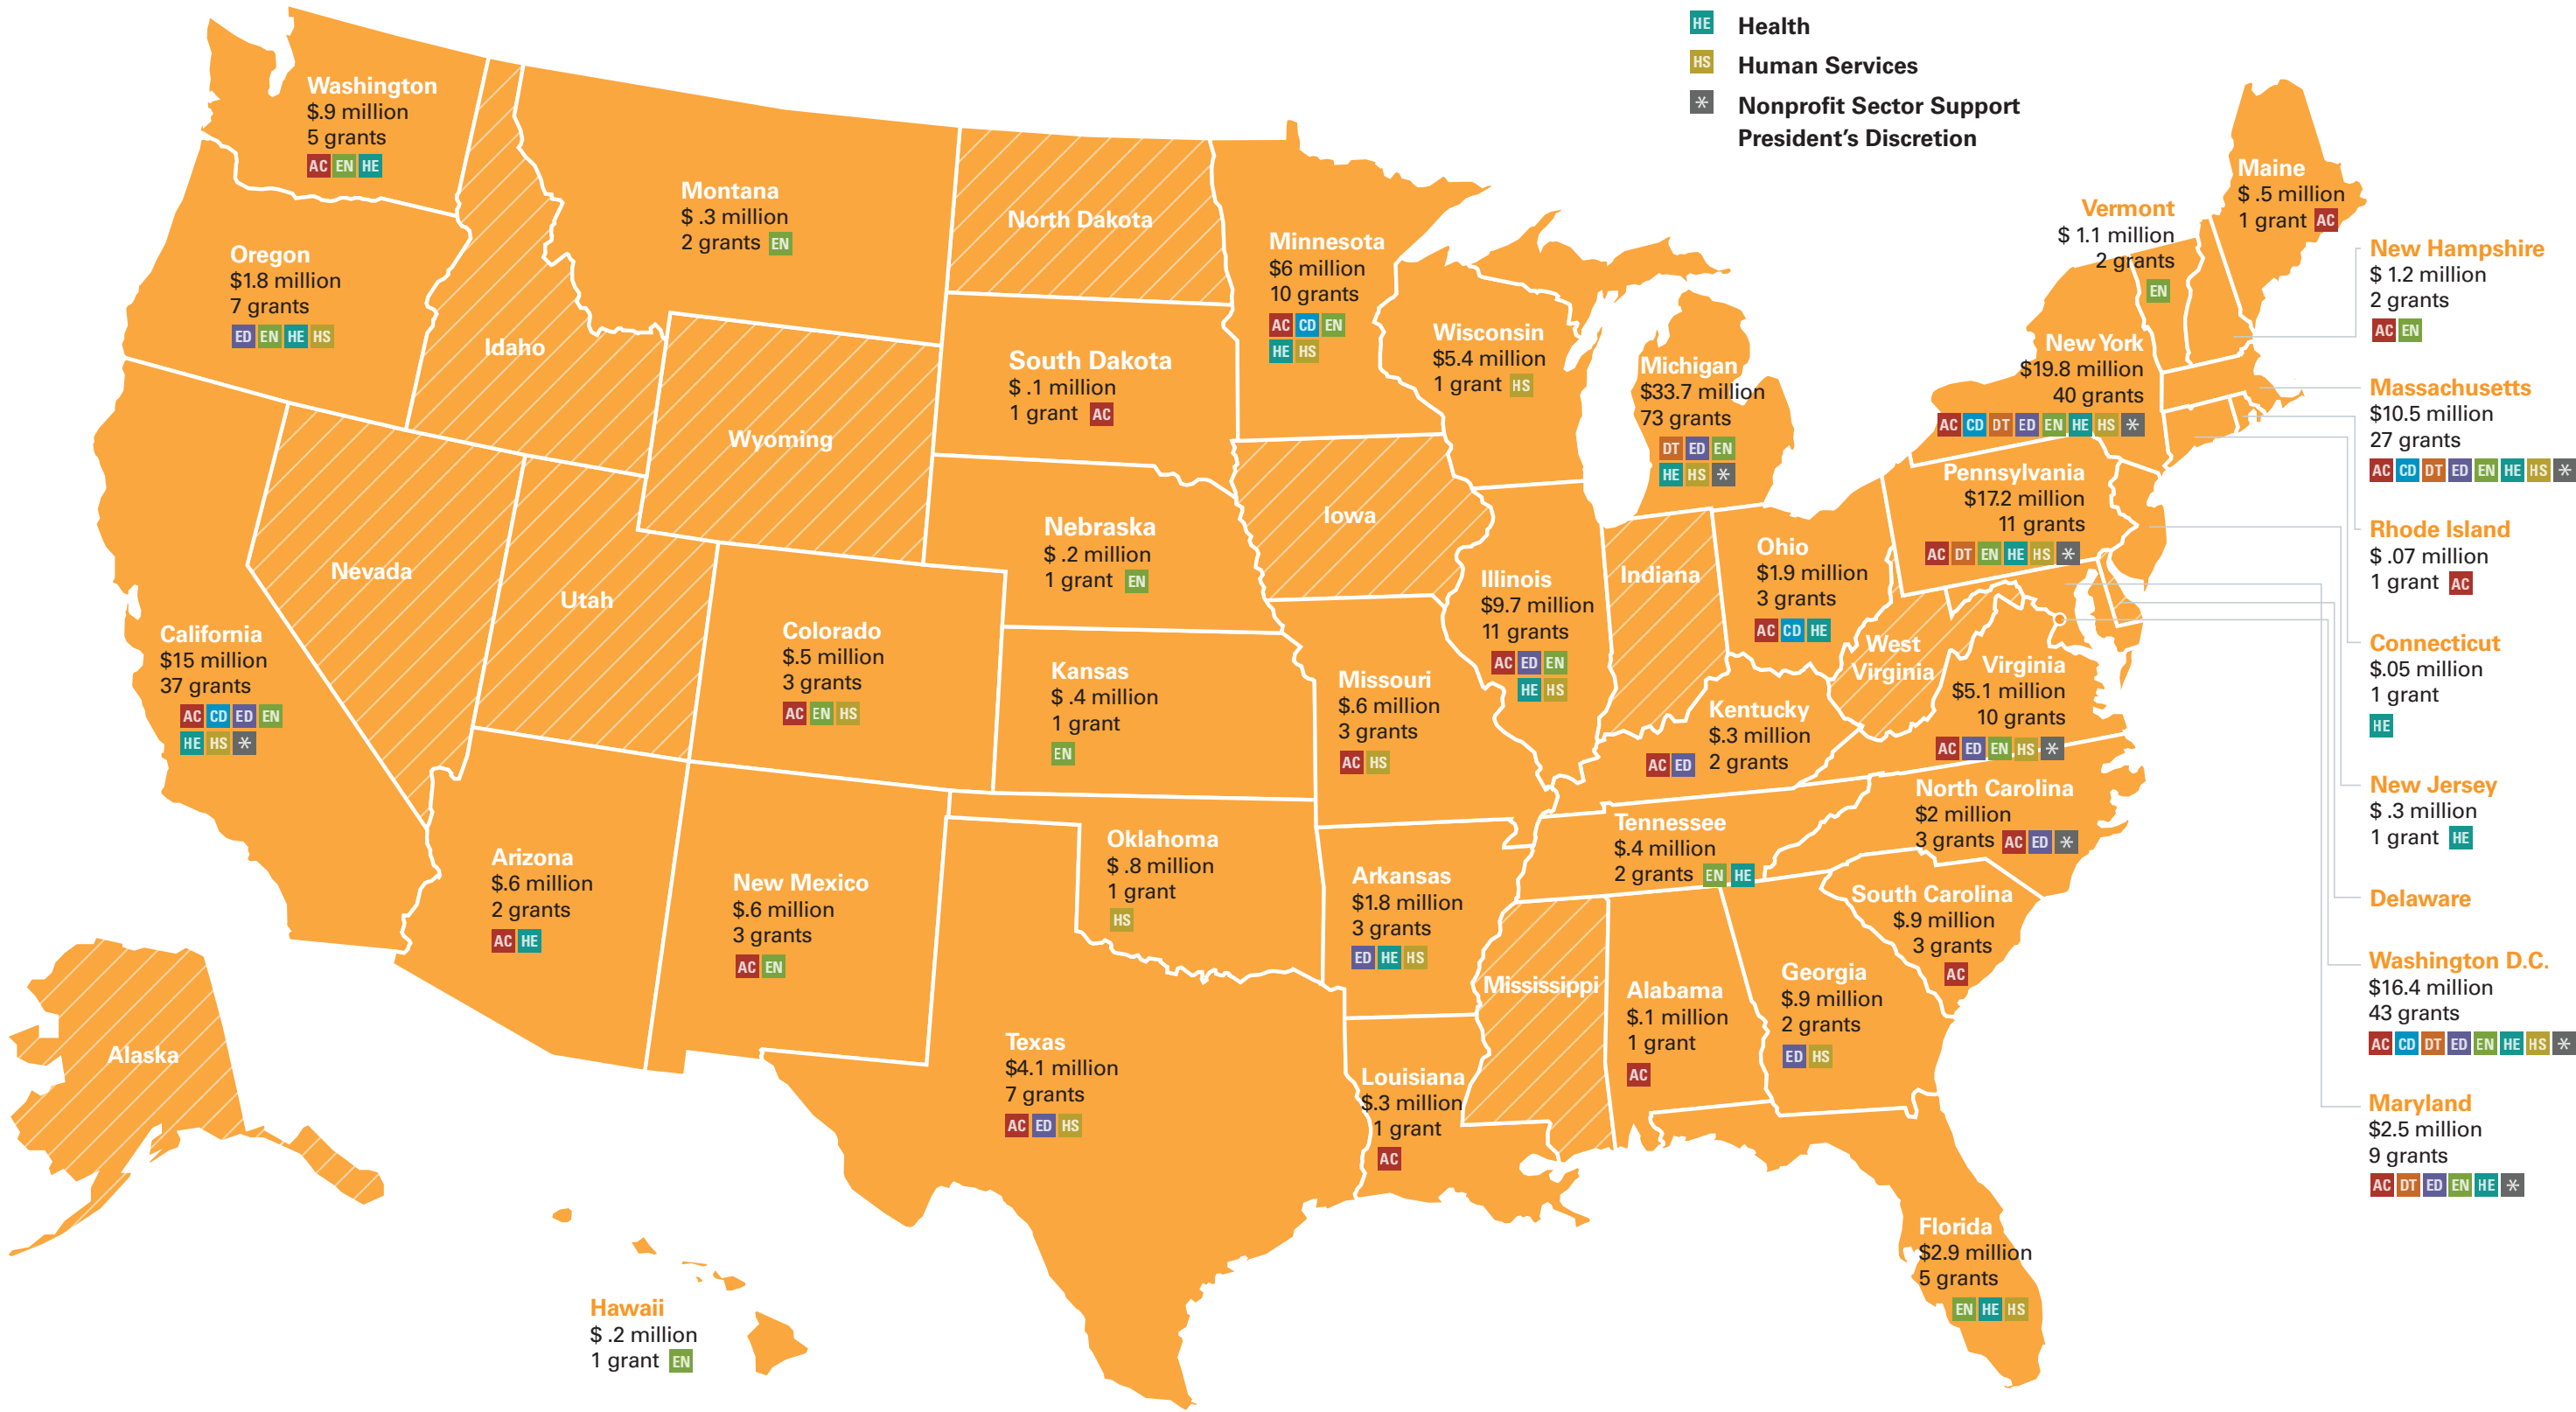 HE Health
HS Human Services
* Nonprofit Sector Support
President's Discretion
Washington
$.9 million
5 grants
AC EN HE
Oregon
$1.8 million
7 grants
ED EN HE HS
California
$15 million
37 grants
AC CD ED EN
HE HS *
Idaho
Nevada
Utah
Montana
$ .3 million
2 grants EN
Wyoming
Colorado
$.5 million
3 grants
AC EN HS
Arizona
$.6 million
2 grants
AC HE
New Mexico
$.6 million
3 grants
AC EN
Alaska
Hawaii
$ .2 million
1 grant EN
North Dakota
South Dakota
$ .1 million
1 grant AC
Nebraska
$ .2 million
1 grant EN
Kansas
$ .4 million
1 grant
EN
Oklahoma
$ .8 million
1 grant
HS
Texas
$4.1 million
7 grants
AC ED HS
Minnesota
$6 million
10 grants
AC CD EN
HE HS
Iowa
Missouri
$.6 million
3 grants
AC HS
Arkansas
$1.8 million
3 grants
ED HE HS
Louisiana
$.3 million
1 grant
AC
Wisconsin
$5.4 million
1 grant HS
Illinois
$9.7 million
11 grants
AC ED EN
HE HS
Michigan
$33.7 million
73 grants
DT ED EN
HE HS *
Indiana
Ohio
$1.9 million
3 grants
AC CD HE
Kentucky
$.3 million
AC ED 2 grants
Tennessee
$.4 million
2 grants EN HE
Mississippi
Alabama
$.1 million
1 grant
AC
Georgia
$.9 million
2 grants
ED HS
Florida
$2.9 million
5 grants
EN HE HS
South Carolina
$.9 million
3 grants
AC
North Carolina
$2 million
3 grants AC ED *
West
Virginia
Virginia
$5.1 million
10 grants
AC ED EN HS *
Pennsylvania
$17.2 million
11 grants
AC DT EN HE HS *
New York
$19.8 million
40 grants
AC CD DT ED EN HE HS *
Vermont
$ 1.1 million
2 grants
EN
Maine
$ .5 million
1 grant AC
New Hampshire
$ 1.2 million
2 grants
AC EN
Massachusetts
$10.5 million
27 grants
AC CD DT ED EN HE HS *
Rhode Island
$ .07 million
1 grant AC
Connecticut
$.05 million
1 grant
HE
New Jersey
$ .3 million
1 grant HE
Delaware
Washington D.C.
$16.4 million
43 grants
AC CD DT ED EN HE HS *
Maryland
$2.5 million
9 grants
AC DT ED EN HE *